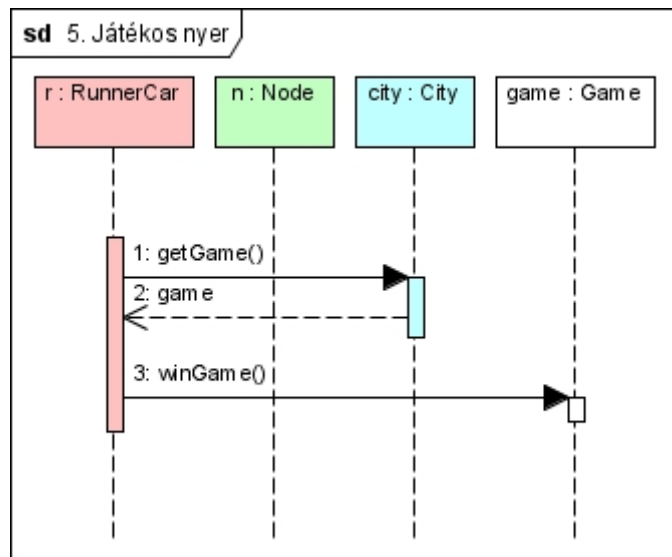 sd 5. Játékos nyer
r : RunnerCar
n : Node
city : City
game : Game
1: getGame()
2: game
3: winGame()